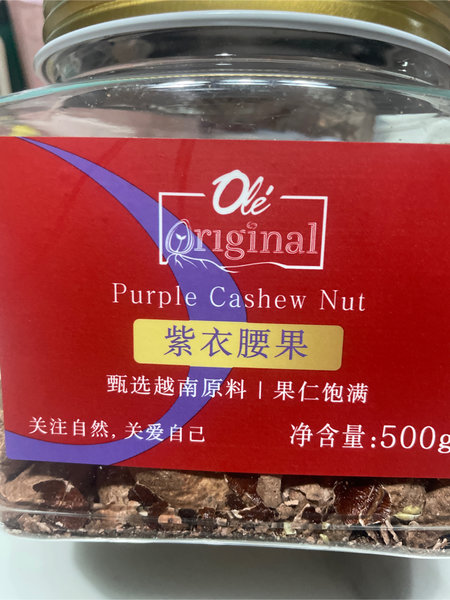 Olé
Original
Purple Cashew Nut
紫衣腰果
甄选越南原料 | 果仁饱满
关注自然, 关爱自己
净含量:500g